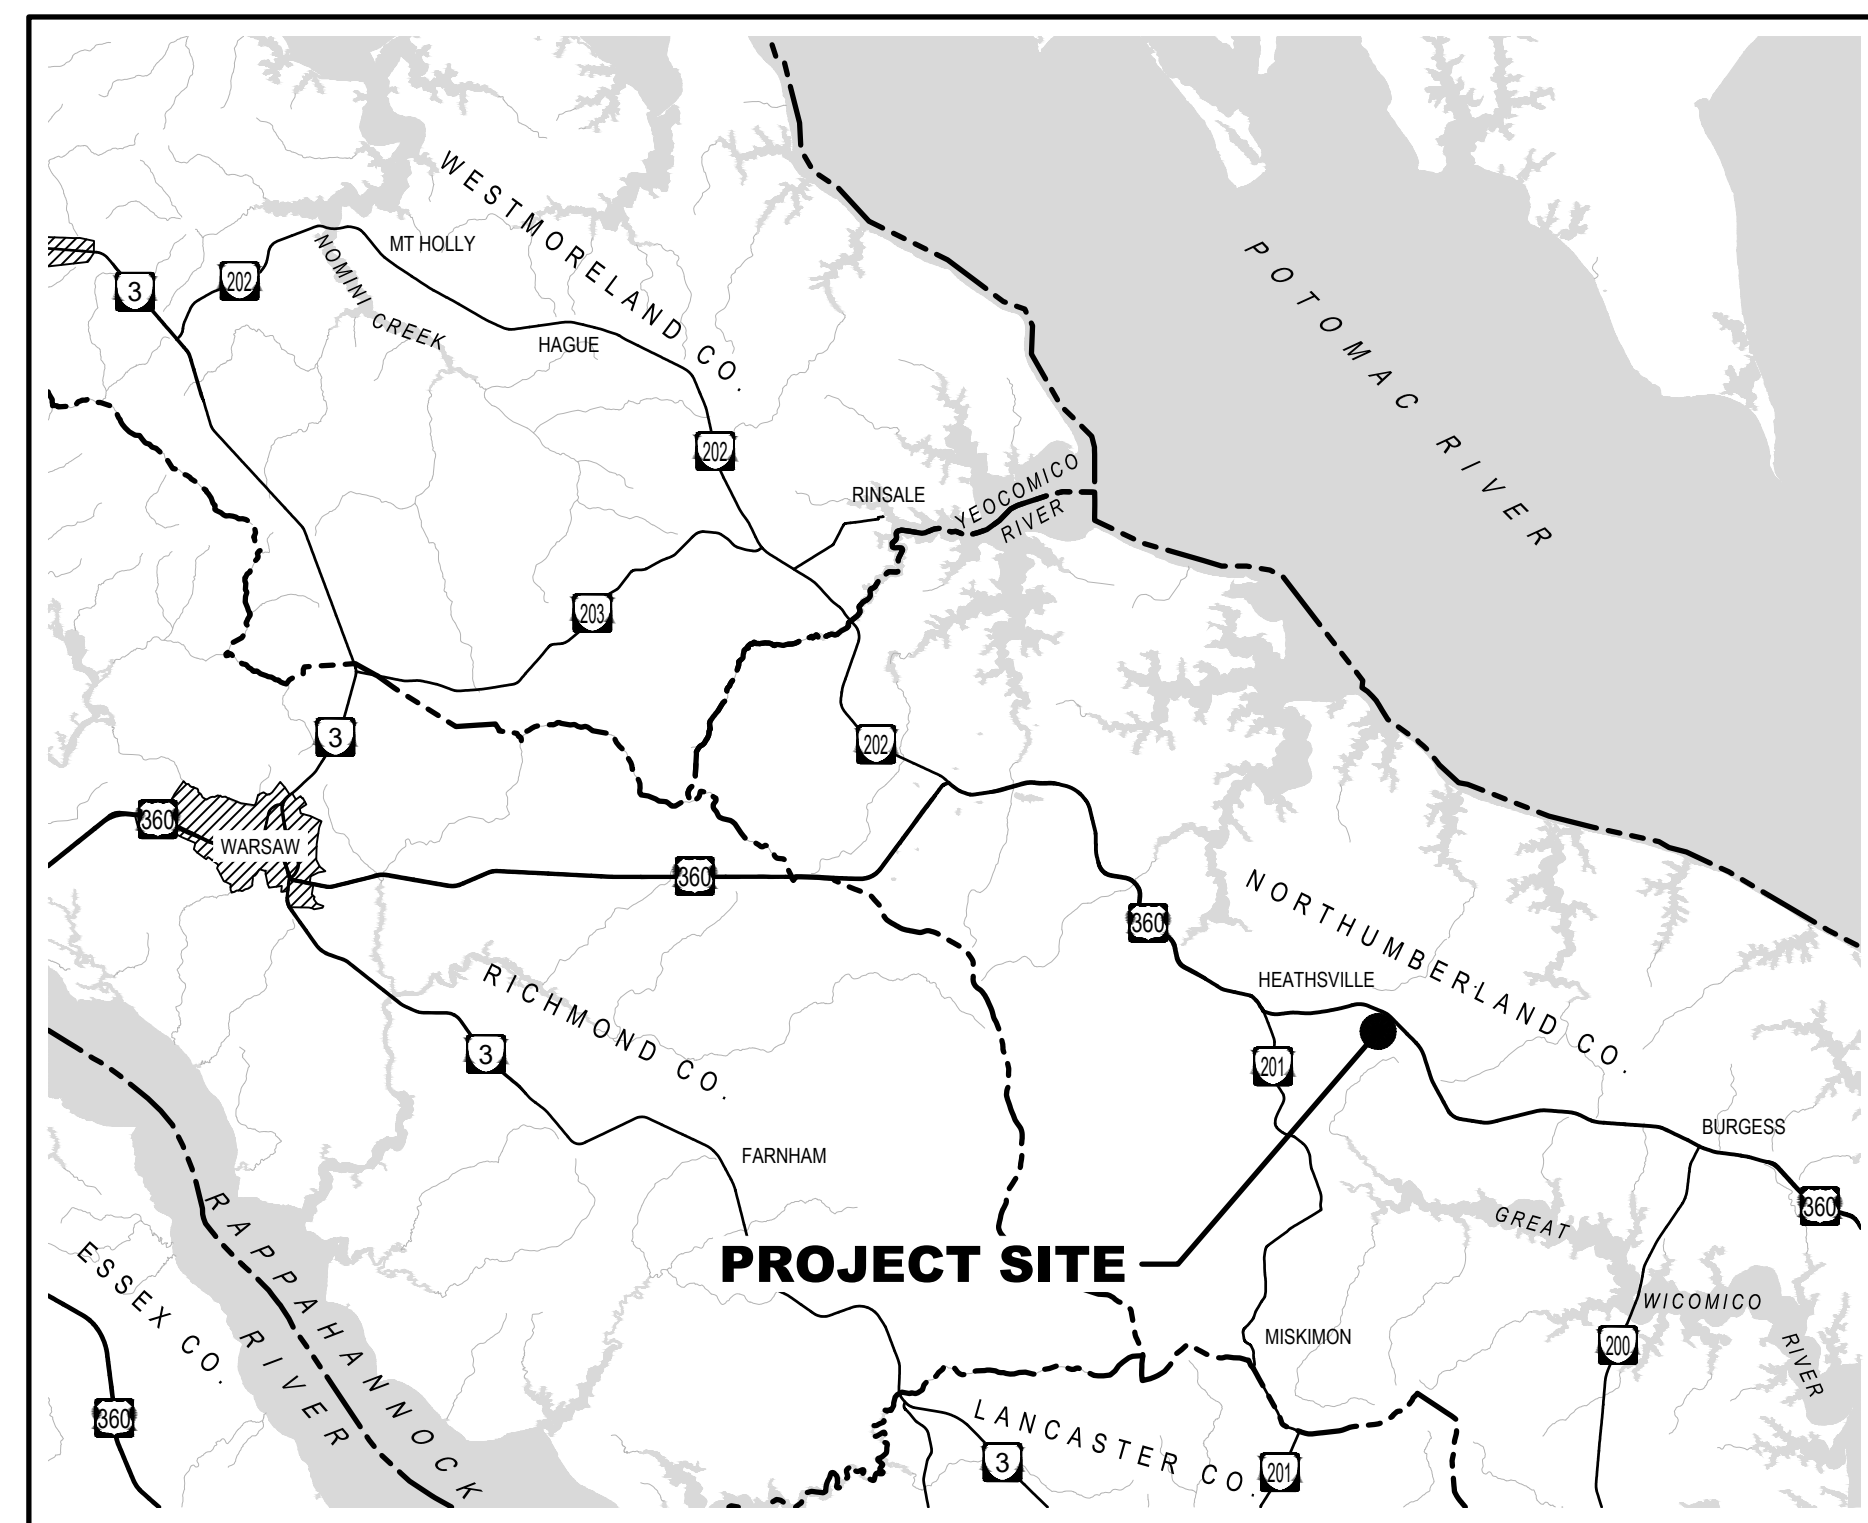 WESTMORELAND CO.
MT HOLLY
NOMINI
CREEK
POTOMAC RIVER
3
202
HAGUE
202
RINSALE
YEOCOMICO
RIVER
203
3
202
360
WARSAW
360
360
NORTHUMBERLAND CO.
HEATHSVILLE
RICHMOND CO.
3
201
BURGESS
FARNHAM
360
GREAT
WICOMICO
RIVER
PROJECT SITE
RAPPAHANNOCK
RIVER
ESSEX CO.
MISKIMON
200
360
LANCASTER CO.
3
201